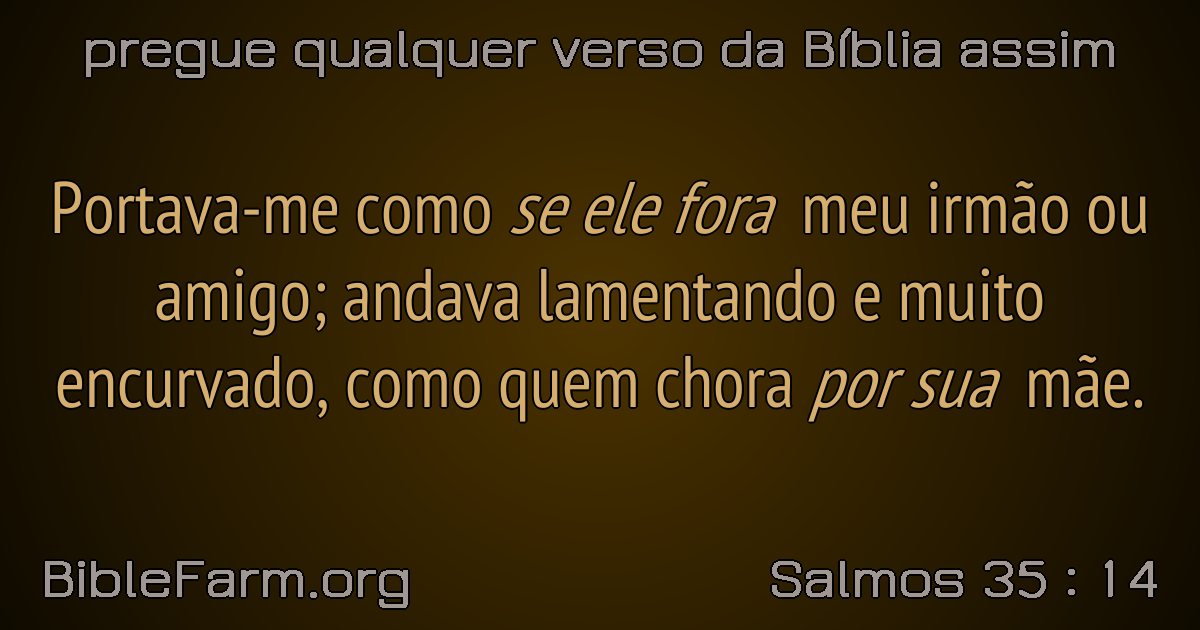 pregue qualquer verso da Bíblia assim
Portava-me como se ele fora meu irmão ou
amigo; andava lamentando e muito
encurvado, como quem chora por sua mãe.
BibleFarm.org
Salmos 35 : 14